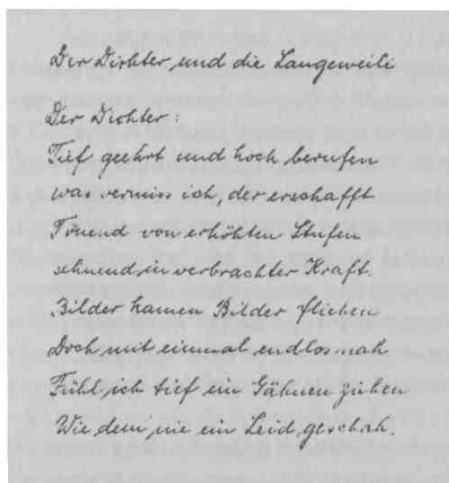 Der Dichter und die Langeweile
Der Dichter:
Tief geehrt und hoch berufen
was vermiss ich, der erschafft
Tönend von erhöhten Stufen
sehnend in verbrachter Kraft.
Bilder kamen Bilder fliehen
Doch mit einmal endlos nah
Fühl ich tief ein Gähnen ziehen
Wie dem nie ein Leid geschah.